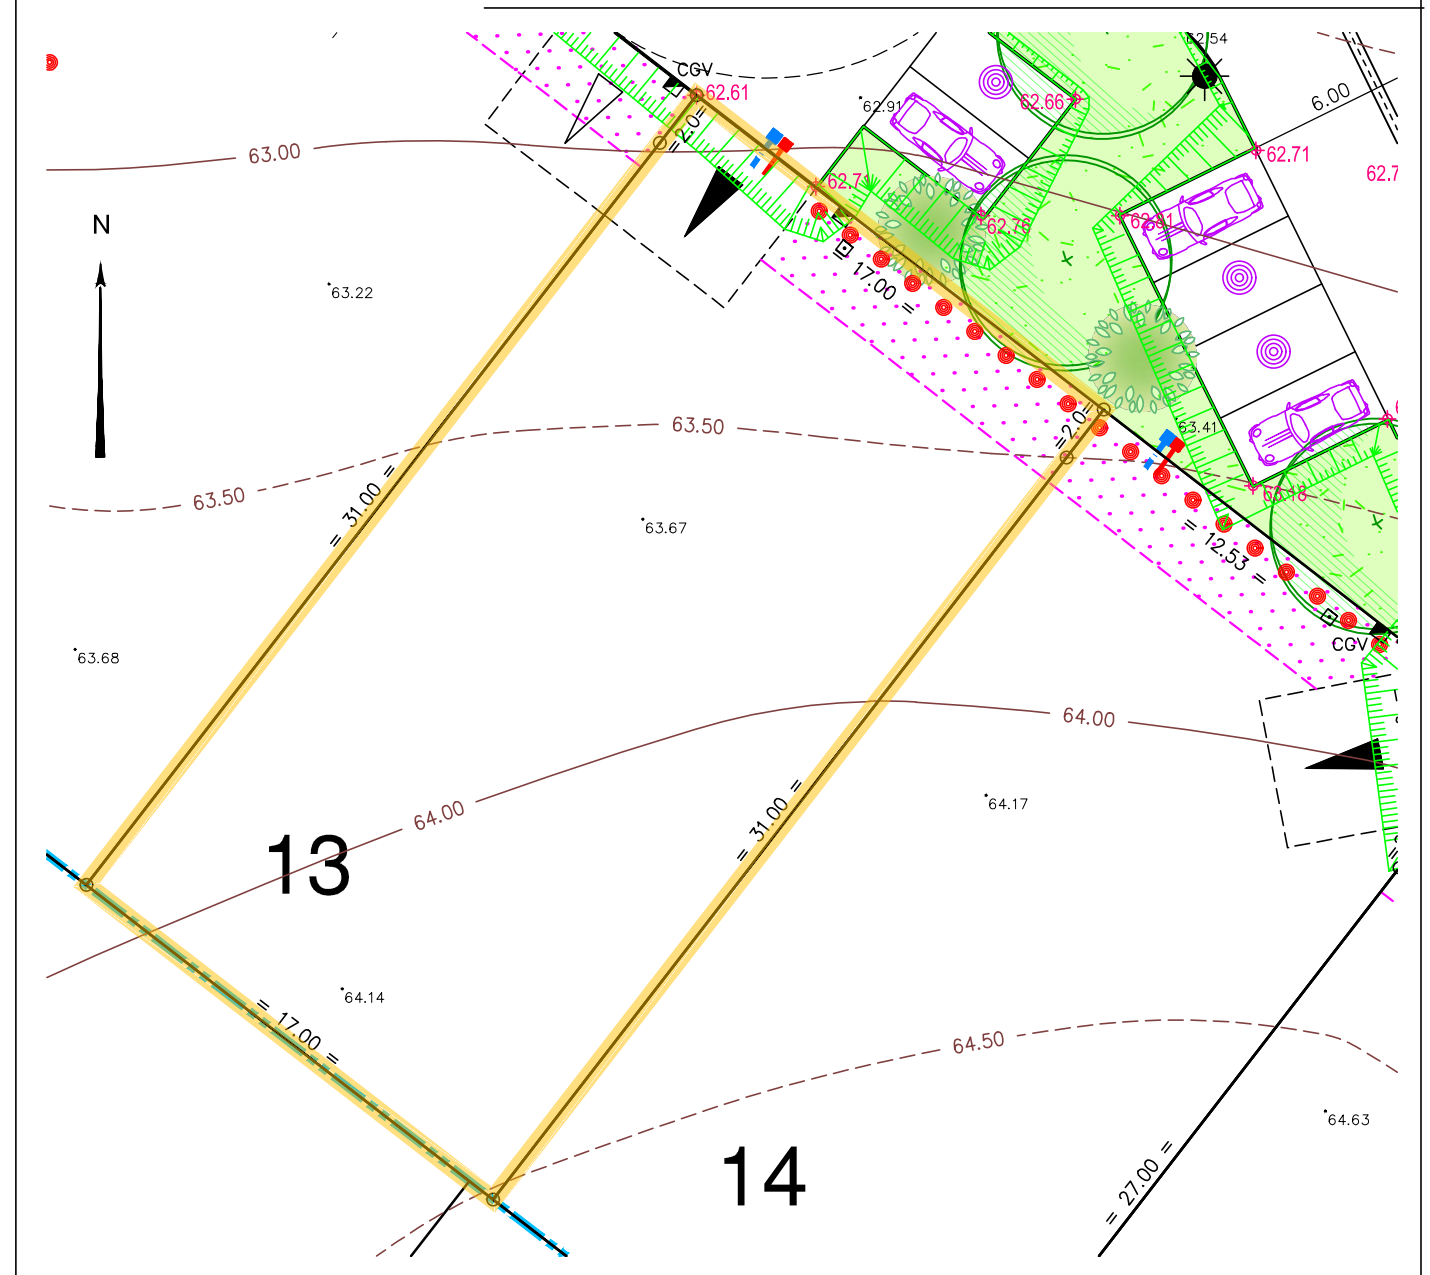 62.54
CGV
62.61
62.66
62.91
6.00
= 2.0 =
63.00
62.71
62.7
62.71
62.81
62.76
N
= 17.00 =
63.22
= 2.0 =
63.50
63.41
63.50
= 31.00 =
63.18
63.67
= 12.53 =
CGV
63.68
64.00
64.00
64.17
= 31.00 =
13
64.14
= 17.00 =
64.50
64.63
14
= 27.00 =